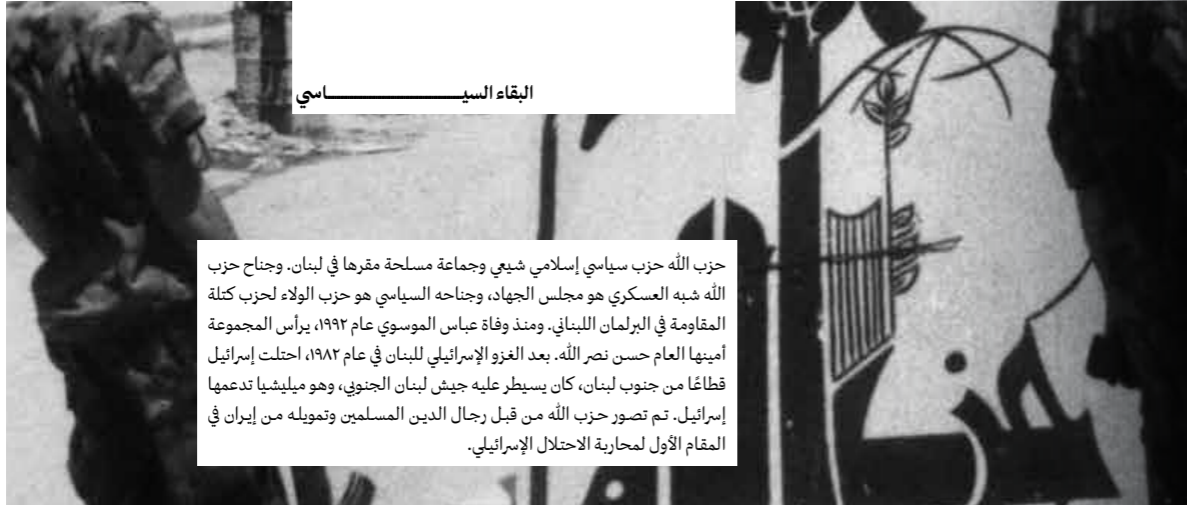 البقاء السيـــــــــــــــاسي
حزب الله حزب سياسي إسلامي شيعي وجماعة مسلحة مقرها في لبنان. وجناح حزب
الله شبه العسكري هو مجلس الجهاد، وجناحه السياسي هو حزب الولاء لحزب كتلة
المقاومة في البرلمان اللبناني. ومنذ وفاة عباس الموسوي عام ١٩٩٢، يرأس المجموعة
أمينها العام حسن نصر الله. بعد الغزو الإسرائيلي للبنان في عام ١٩٨٢، احتلت إسرائيل
قطاعًا من جنوب لبنان، كان يسيطر عليه جيش لبنان الجنوبي، وهو ميليشيا تدعمها
إسرائيل. تم تصور حزب الله من قبل رجال الدين المسلمين وتمويله من إيران في
المقام الأول لمحاربة الاحتلال الإسرائيلي.